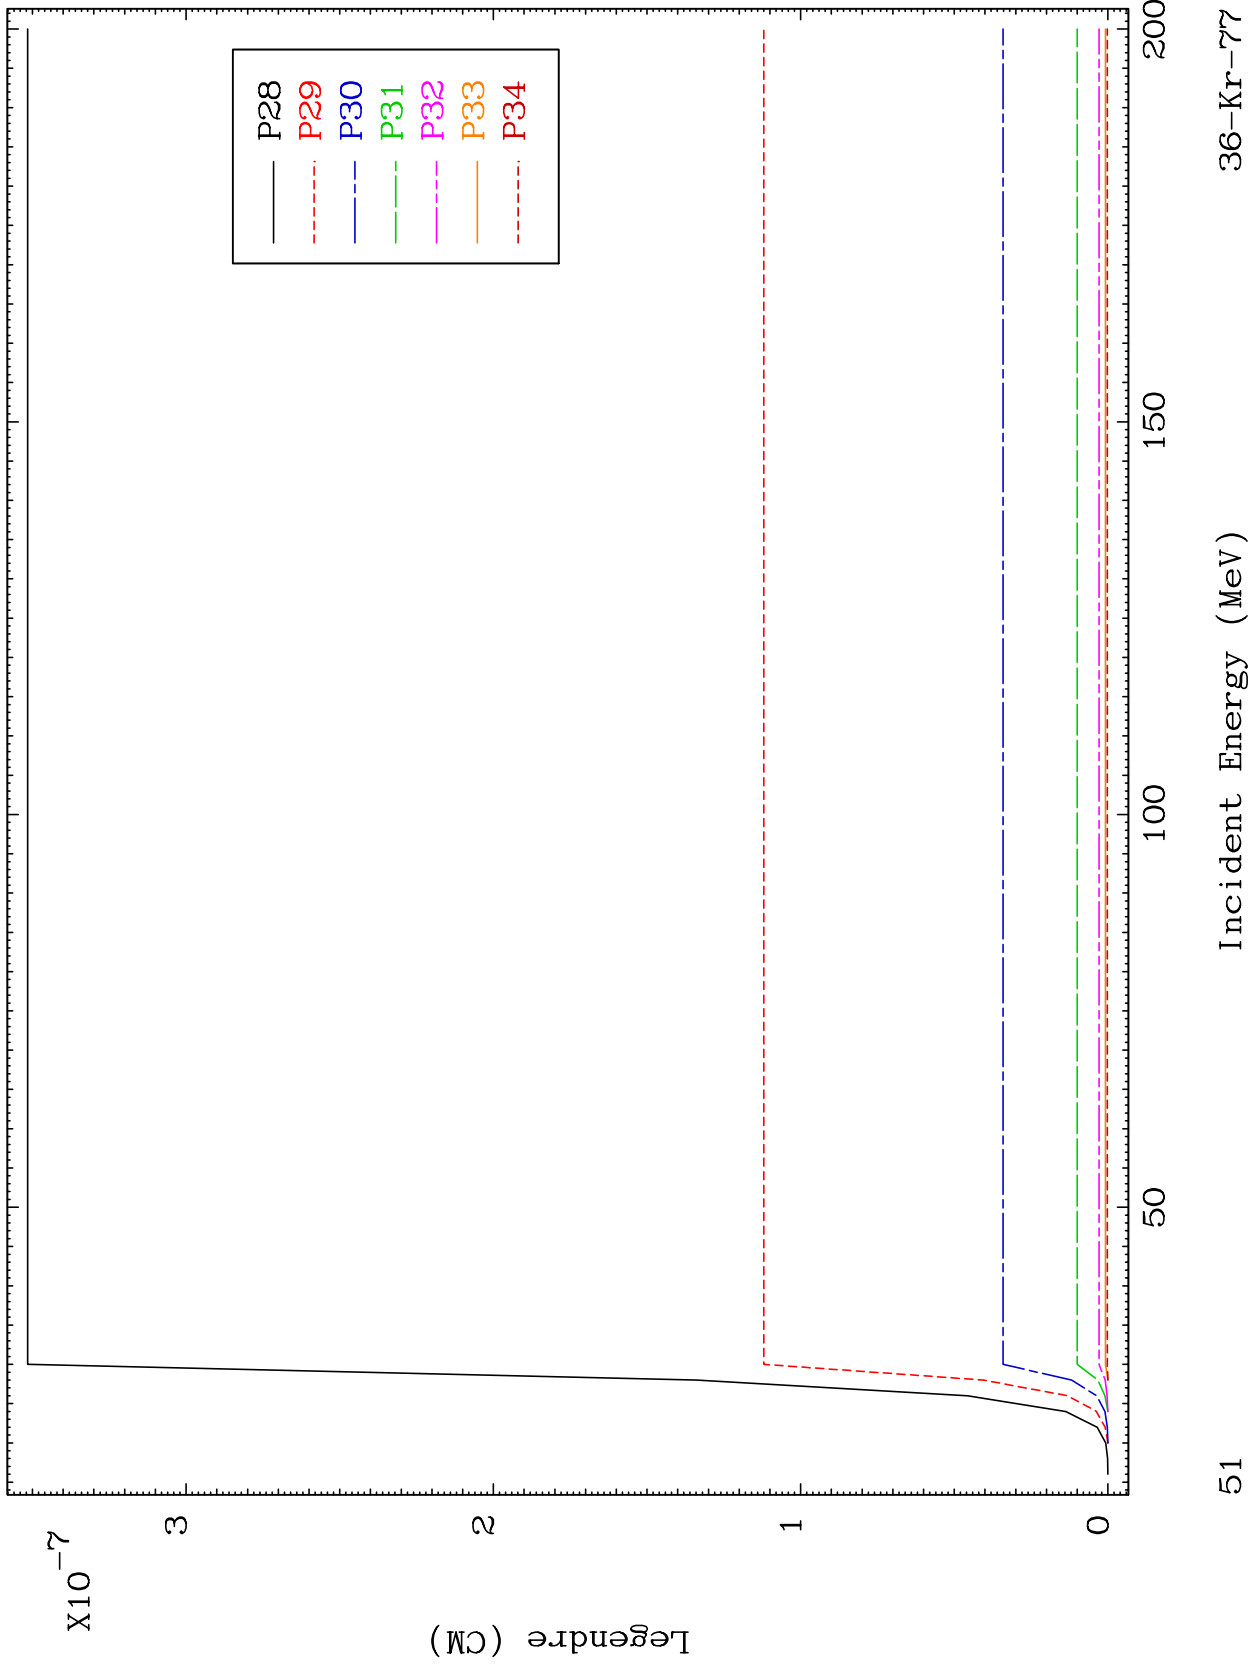 X10-7
3
2
1
0
Legendre (CM)
P28
P29
P30
P31
P32
P33
P34
50
100
150
200
51
Incident Energy (MeV)
36-Kr-77